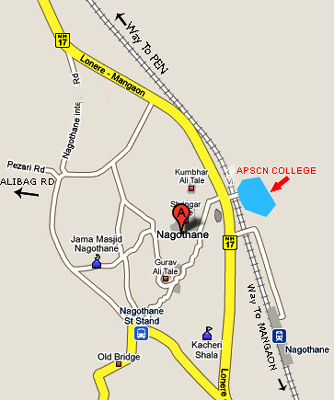 Way To PEN
NH
17
Lonere - Mangaon
Rd
Nagothane Inte
Pezari Rd
ALIBAG RD
APSCN COLLEGE
Kumbhar
Ali Tale
A
Nagothane
Jama Masjid
Nagothane
NH
17
Gurav
Ali Tale
Way To MANGAON
Nagothane
St Stand
Kacheri
Shala
Nagothane
Old Bridge
Lonere